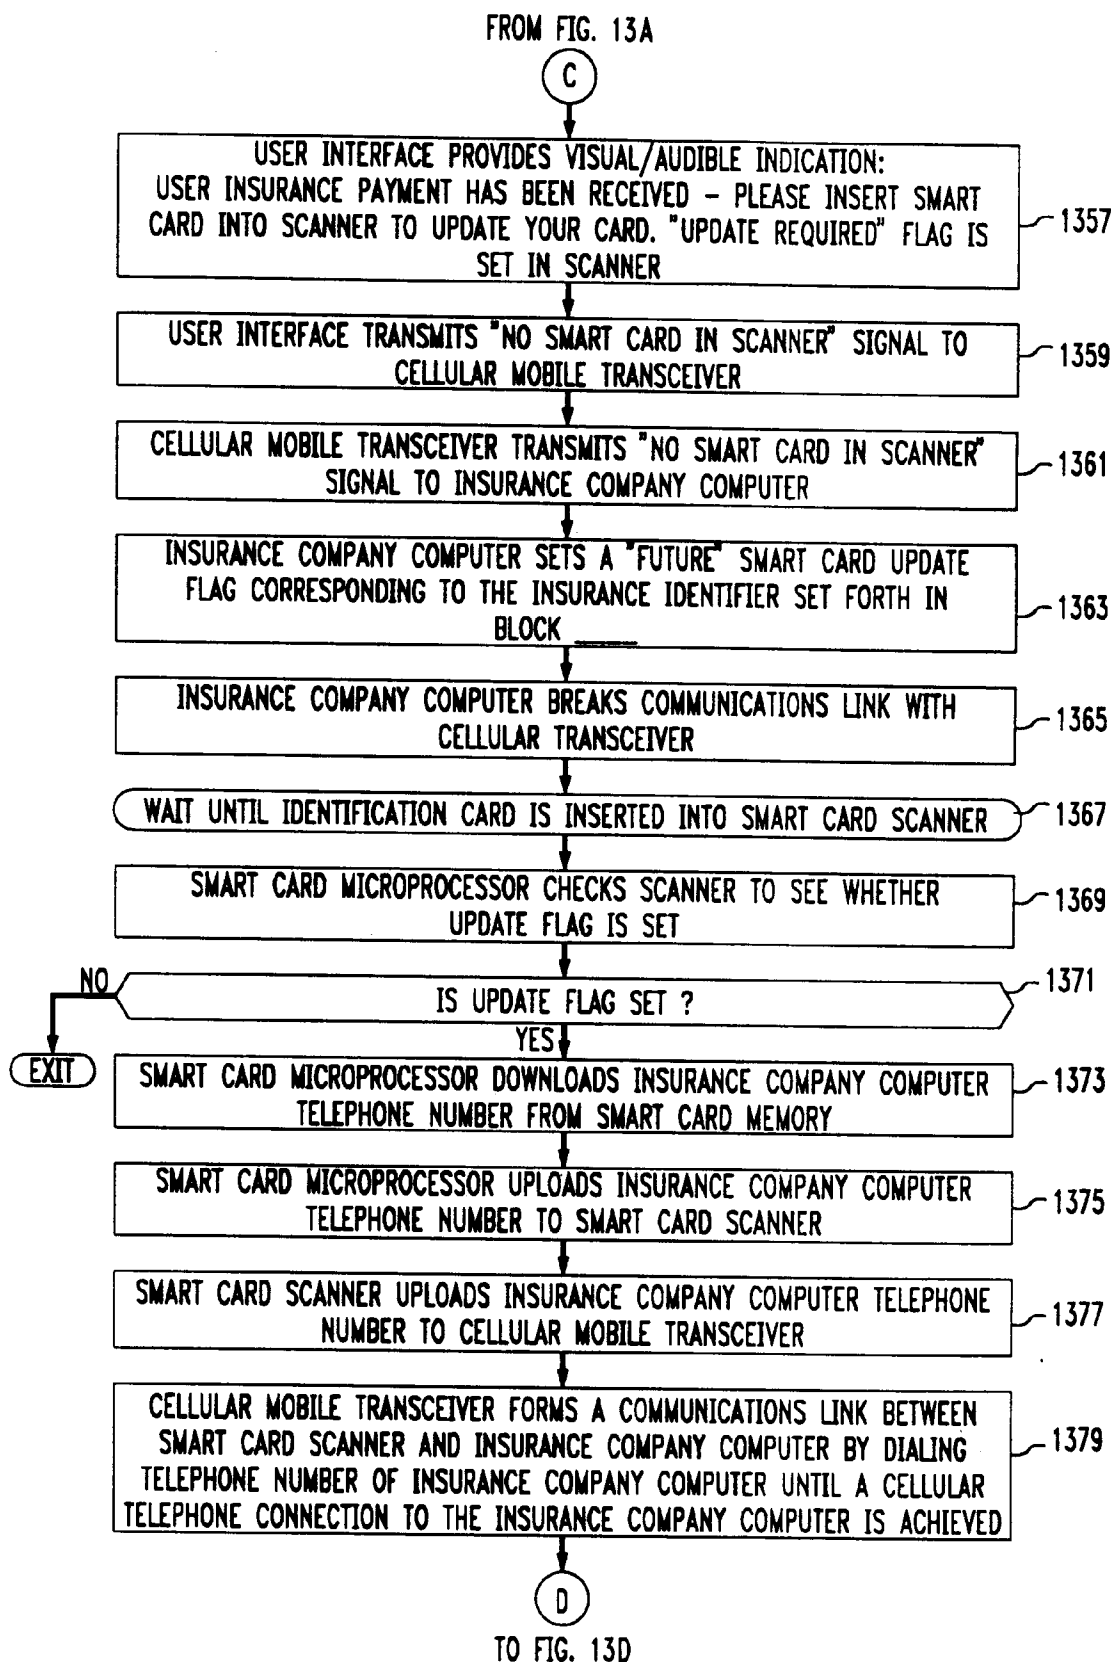 FROM FIG. 13A
C
USER INTERFACE PROVIDES VISUAL/AUDIBLE INDICATION:
USER INSURANCE PAYMENT HAS BEEN RECEIVED - PLEASE INSERT SMART
CARD INTO SCANNER TO UPDATE YOUR CARD. "UPDATE REQUIRED" FLAG IS
SET IN SCANNER
1357
USER INTERFACE TRANSMITS "NO SMART CARD IN SCANNER" SIGNAL TO
CELLULAR MOBILE TRANSCEIVER
1359
CELLULAR MOBILE TRANSCEIVER TRANSMITS "NO SMART CARD IN SCANNER"
SIGNAL TO INSURANCE COMPANY COMPUTER
1361
INSURANCE COMPANY COMPUTER SETS A "FUTURE" SMART CARD UPDATE
FLAG CORRESPONDING TO THE INSURANCE IDENTIFIER SET FORTH IN
BLOCK ____
1363
INSURANCE COMPANY COMPUTER BREAKS COMMUNICATIONS LINK WITH
CELLULAR TRANSCEIVER
1365
WAIT UNTIL IDENTIFICATION CARD IS INSERTED INTO SMART CARD SCANNER
1367
SMART CARD MICROPROCESSOR CHECKS SCANNER TO SEE WHETHER
UPDATE FLAG IS SET
1369
NO
IS UPDATE FLAG SET ?
1371
YES
EXIT
SMART CARD MICROPROCESSOR DOWNLOADS INSURANCE COMPANY COMPUTER
TELEPHONE NUMBER FROM SMART CARD MEMORY
1373
SMART CARD MICROPROCESSOR UPLOADS INSURANCE COMPANY COMPUTER
TELEPHONE NUMBER TO SMART CARD SCANNER
1375
SMART CARD SCANNER UPLOADS INSURANCE COMPANY COMPUTER TELEPHONE
NUMBER TO CELLULAR MOBILE TRANSCEIVER
1377
CELLULAR MOBILE TRANSCEIVER FORMS A COMMUNICATIONS LINK BETWEEN
SMART CARD SCANNER AND INSURANCE COMPANY COMPUTER BY DIALING
TELEPHONE NUMBER OF INSURANCE COMPANY COMPUTER UNTIL A CELLULAR
TELEPHONE CONNECTION TO THE INSURANCE COMPANY COMPUTER IS ACHIEVED
1379
D
TO FIG. 13D